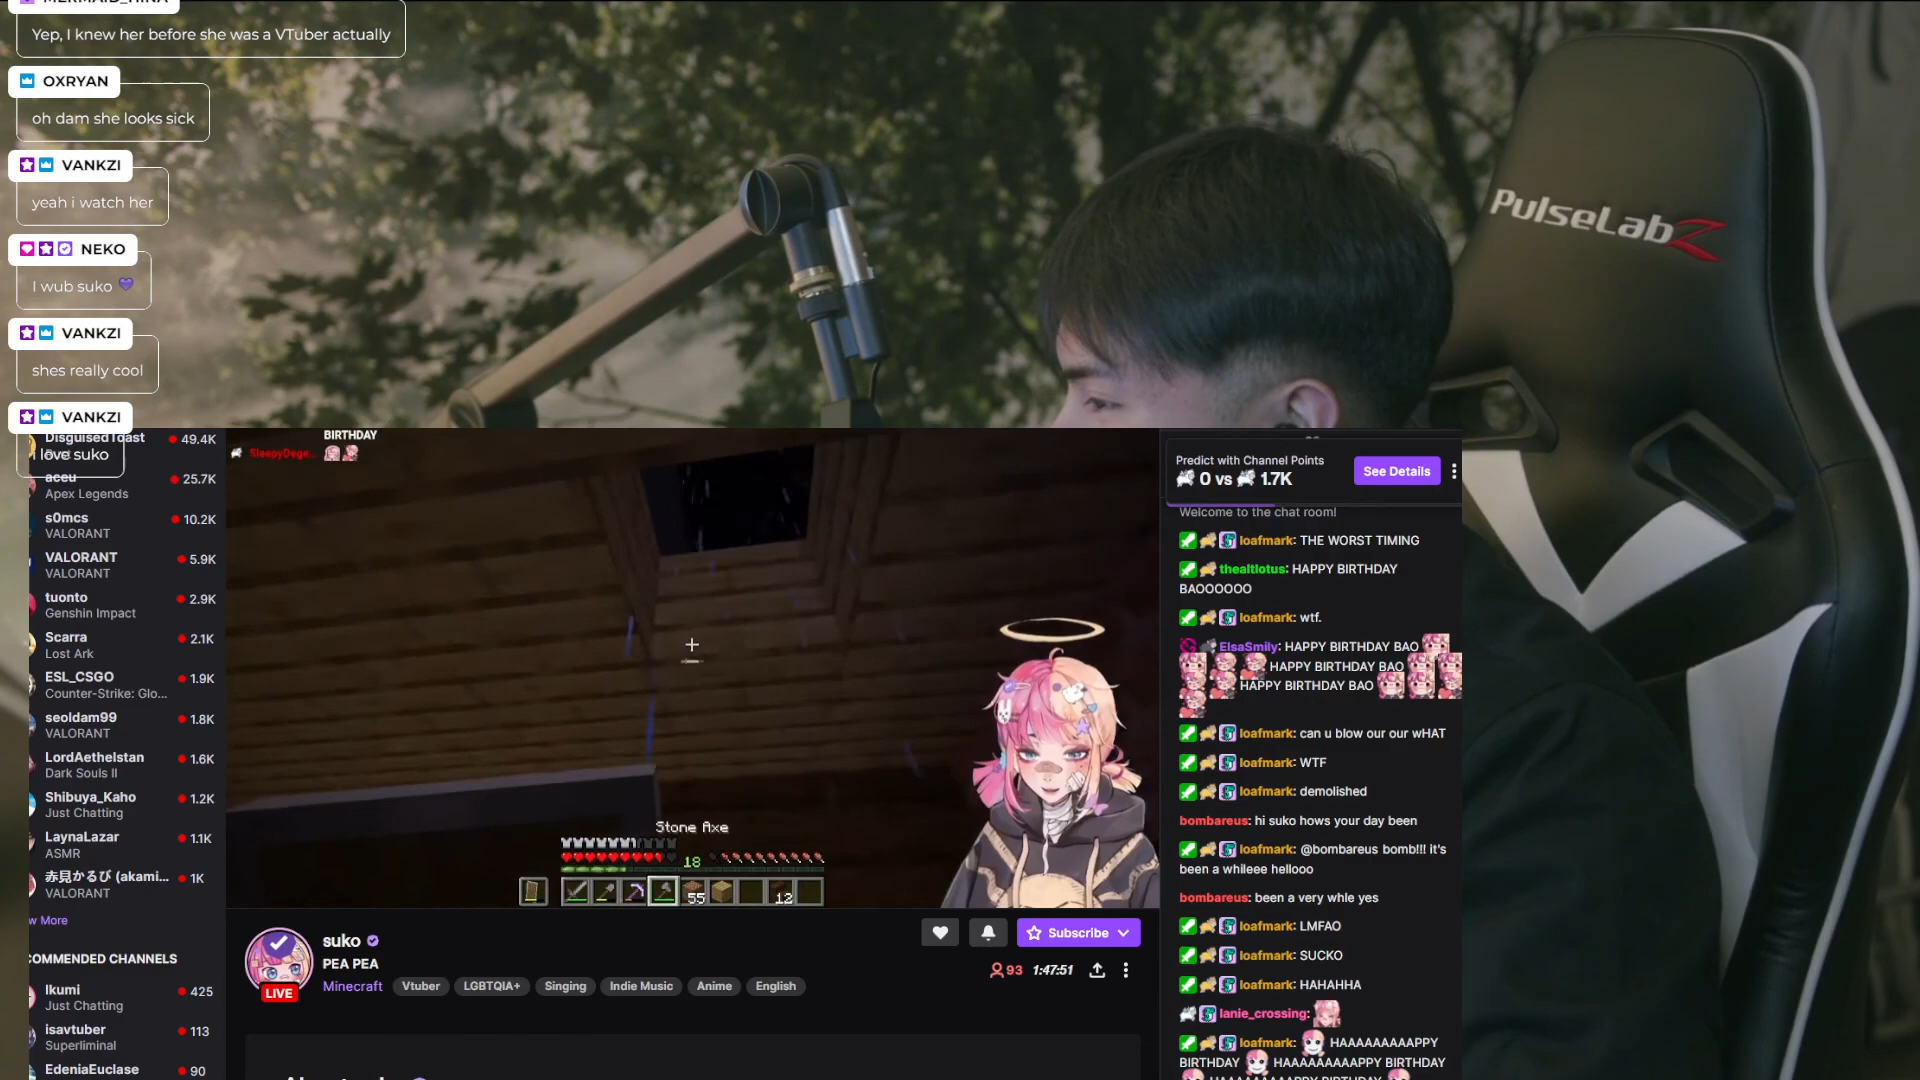 MERMAID_HINA
Yep, I knew her before she was a VTuber actually
OXRYAN
oh dam she looks sick
VANKZI
yeah i watch her
NEKO
I wub suko
VANKZI
shes really cool
VANKZI
i love suko
PulseLabZ
DisguisedToast
49.4K
aceu
25.7K
Apex Legends
s0mcs
10.2K
VALORANT
VALORANT
5.9K
VALORANT
tuonto
2.9K
Genshin Impact
Scarra
2.1K
Lost Ark
ESL_CSGO
1.9K
Counter-Strike: Glo...
seoldam99
1.8K
VALORANT
LordAethelstan
1.6K
Dark Souls II
Shibuya_Kaho
1.2K
Just Chatting
LaynaLazar
1.1K
ASMR
赤見かるび (akami...
1K
VALORANT
w More
COMMENDED CHANNELS
Ikumi
425
Just Chatting
isavtuber
113
Superliminal
EdeniaEuclase
90
BIRTHDAY
SleepyDege...
Stone Axe
18
55
12
suko
PEA PEA
Minecraft
Vtuber
LGBTQIA+
Singing
Indie Music
Anime
English
LIVE
Subscribe
93
1:47:51
Predict with Channel Points
0 vs 1.7K
See Details
Welcome to the chat room!
loafmark: THE WORST TIMING
thealtlotus: HAPPY BIRTHDAY
BAOOOOOO
loafmark: wtf.
ElsaSmily: HAPPY BIRTHDAY BAO
HAPPY BIRTHDAY BAO
HAPPY BIRTHDAY BAO
loafmark: can u blow our our wHAT
loafmark: WTF
loafmark: demolished
bombareus: hi suko hows your day been
loafmark: @bombareus bomb!!! it's
been a whileee hellooo
bombareus: been a very whle yes
loafmark: LMFAO
loafmark: SUCKO
loafmark: HAHAHHA
lanie_crossing:
loafmark: HAAAAAAAAAPPY
BIRTHDAY HAAAAAAAAAPPY BIRTHDAY